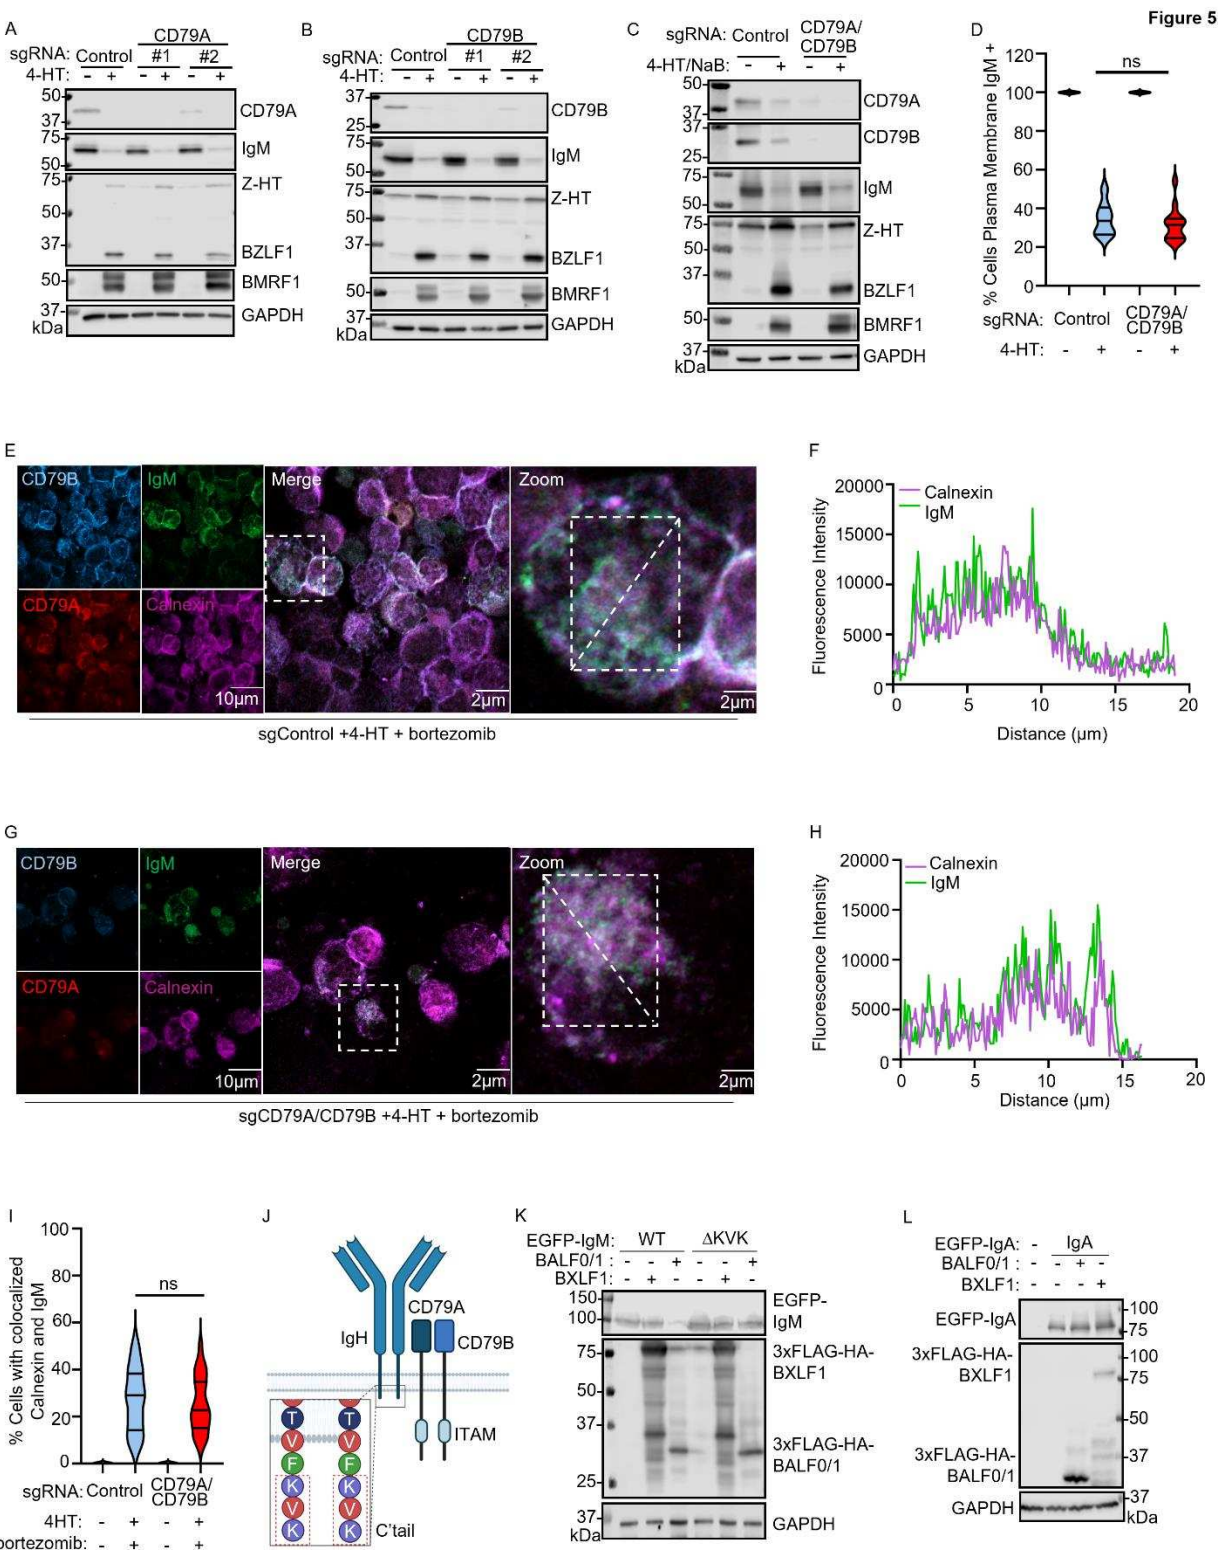 Figure 5
A
CD79A
sgRNA: Control #1 #2
4-HT: - + - + - +
50
37
CD79A
75
50
IgM
75
50
37
Z-HT
BZLF1
50
BMRF1
37
kDa
GAPDH
B
CD79B
sgRNA: Control #1 #2
4-HT: - + - + - +
37
25
CD79B
75
50
IgM
75
50
37
Z-HT
BZLF1
50
BMRF1
37
kDa
GAPDH
C
sgRNA: Control CD79A/
CD79B
4-HT/NaB: - + - +
50
37
CD79A
37
25
CD79B
75
50
IgM
75
50
37
Z-HT
BZLF1
50
BMRF1
37
kDa
GAPDH
D
% Cells Plasma Membrane IgM +
120
100
80
60
40
20
0
ns
sgRNA: Control CD79A/
CD79B
4-HT: - + - +
E
CD79B
IgM
Merge
Zoom
CD79A
Calnexin
10µm
2µm
2µm
sgControl +4-HT + bortezomib
F
Fluorescence Intensity
20000
15000
10000
5000
0
Calnexin
IgM
0 5 10 15 20
Distance (µm)
G
CD79B
IgM
Merge
Zoom
CD79A
Calnexin
10µm
2µm
2µm
sgCD79A/CD79B +4-HT + bortezomib
H
Fluorescence Intensity
20000
15000
10000
5000
0
Calnexin
IgM
0 5 10 15 20
Distance (µm)
I
% Cells with colocalized
Calnexin and IgM
100
80
60
40
20
0
ns
sgRNA: Control CD79A/
CD79B
4HT: - + - +
bortezomib: - + - +
J
IgH
CD79A
CD79B
ITAM
T T
V V
F F
K K
V V
K K
C'tail
K
EGFP-IgM: WT ΔKVK
BALF0/1: - - + - - +
BXLF1: - + - - + -
150
100
EGFP-
IgM
75
50
37
25
3xFLAG-HA-
BXLF1
3xFLAG-HA-
BALF0/1
37
kDa
GAPDH
L
EGFP-IgA: - IgA
BALF0/1 : - - + -
BXLF1: - - - +
EGFP-IgA
100
75
3xFLAG-HA-
BXLF1
3xFLAG-HA-
BALF0/1
100
75
50
37
25
GAPDH
37
kDa